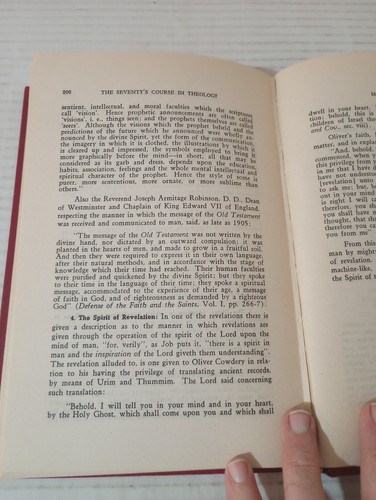 206 THE SEVENTY'S COURSE IN THEOLOGY
sentient, intellectual, and moral faculties which the scriptures
call 'vision'. Hence prophetic announcements are often called
'visions', i. e., things seen; and the prophets themselves are called
'seers'. Although the visions which the prophet beheld and the
predictions of the future which he announced were wholly an-
nounced by the divine Spirit, yet the form of the communication,
the imagery in which it is clothed, the illustrations by which it
is cleared up and impressed, the symbols employed to bring it
more graphically before the mind—in short, all that may be
considered as its garb and dress, depends upon the education,
habits, association, feelings and the whole mental intellectual and
spiritual character of the prophet. Hence the style of some is
purer, more sententious, more ornate, or more sublime than
others."
Also the Reverend Joseph Armitage Robinson, D. D., Dean
of Westminster and Chaplain of King Edward VII of England,
respecting the manner in which the message of the Old Testament
was received and communicated to man, said, as late as 1905:
"The message of the Old Testament was not written by the
divine hand, nor dictated by an outward compulsion; it was
planted in the hearts of men, and made to grow in a fruitful soil.
And then they were required to express it in their own language,
after their natural methods, and in accordance with the stage of
knowledge which their time had reached. Their human faculties
were purified and quickened by the divine Spirit; but they spoke
to their time in the language of their time; they spoke a spiritual
message, accommodated to the experience of their age, a message
of faith in God, and of righteousness as demanded by a righteous
God" (Defense of the Faith and the Saints, Vol. I, pp. 266-7).
4. The Spirit of Revelation: In one of the revelations there is
given a description as to the manner in which revelations are
given through the operation of the spirit of the Lord upon the
mind of man, "for, verily", as Job puts it, "there is a spirit in
man and the inspiration of the Lord giveth them understanding".
The revelation alluded to, is one given to Oliver Cowdery in rela-
tion to his having the privilege of translating ancient records,
by means of Urim and Thummim. The Lord said concerning
such translation:
"Behold, I will tell you in your mind and in your heart,
by the Holy Ghost, which shall come upon you and which shall
dwell in your heart.
behold, this is
children of Israel
and Cov., sec. viii).
Oliver's faith,
matter, and in explan
"And, behold,
commenced, when
you this privilege
have not understood
[revelation] unto
to ask me; but, b
out in your mind
is right I will
therefore, you sh
you shall have
thought, therefore
you cannot
you from me"
From this
man by might
of revelation.
machine-like,
the Spirit of